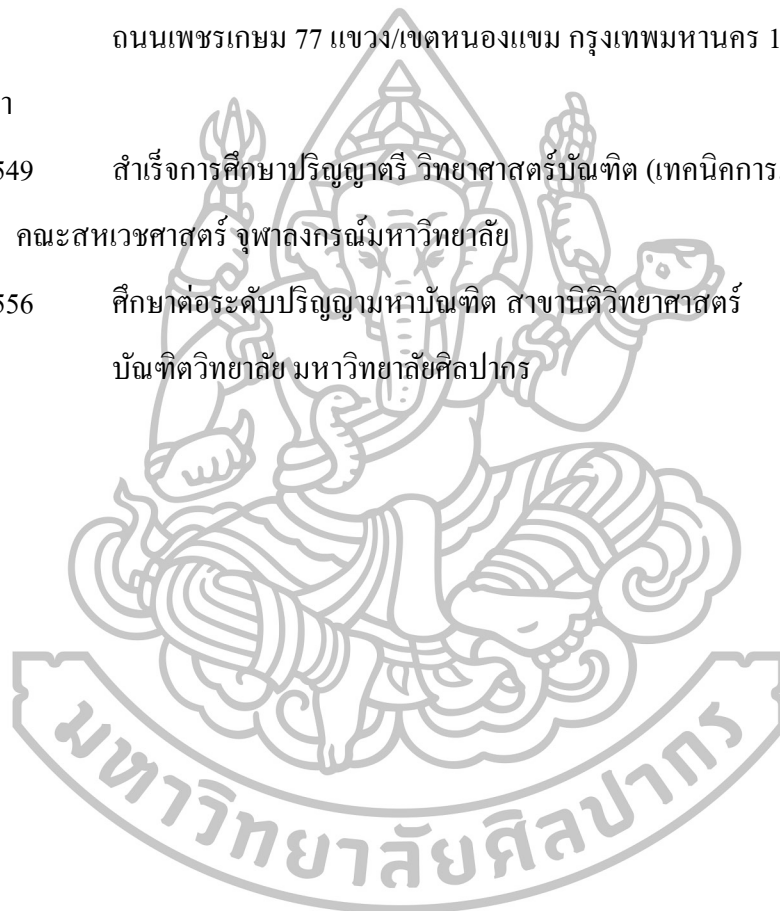 ถนนเพชรเกษม 77 แขวง/เขตหนองแขม กรุงเทพมหานคร 1
า
549 สำเร็จการศึกษาปริญญาตรี วิทยาศาสตร์บัณฑิต (เทคนิคการ
คณะสหเวชศาสตร์ จุฬาลงกรณ์มหาวิทยาลัย
556 ศึกษาต่อระดับปริญญามหาบัณฑิต สาขานิติวิทยาศาสตร์
บัณฑิตวิทยาลัย มหาวิทยาลัยศิลปากร
มหาวิทยาลัยศิลปากร